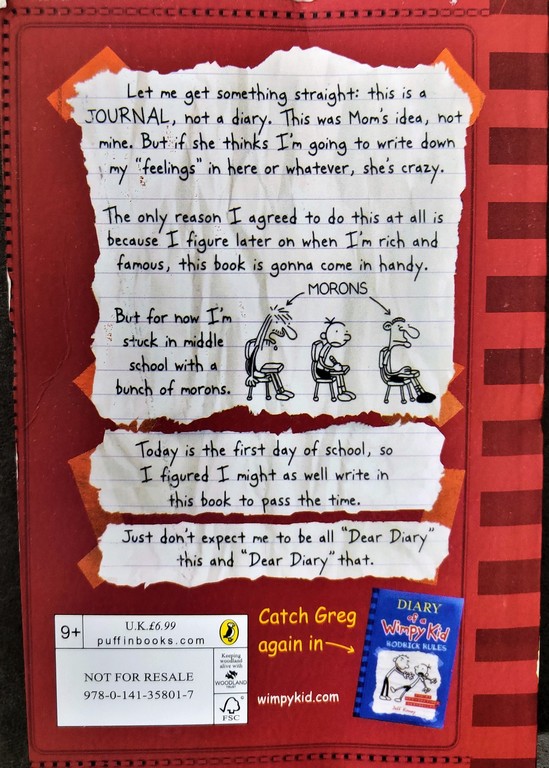 Let me get something straight: this is a
JOURNAL, not a diary. This was Mom's idea, not
mine. But if she thinks I'm going to write down
my "feelings" in here or whatever, she's crazy.
The only reason I agreed to do this at all is
because I figure later on when I'm rich and
famous, this book is gonna come in handy.
MORONS
But for now I'm
stuck in middle
school with a
bunch of morons.
Today is the first day of school, so
I figured I might as well write in
this book to pass the time.
Just don't expect me to be all "Dear Diary"
this and "Dear Diary" that.
9+
U.K.£6.99
puffinbooks.com
NOT FOR RESALE
978-0-141-35801-7
Keeping
woodland
alive with
WOODLAND
TRUST
FSC
Catch Greg
again in
wimpykid.com
DIARY
of a
Wimpy Kid
RODRICK RULES
Jeff Kinney